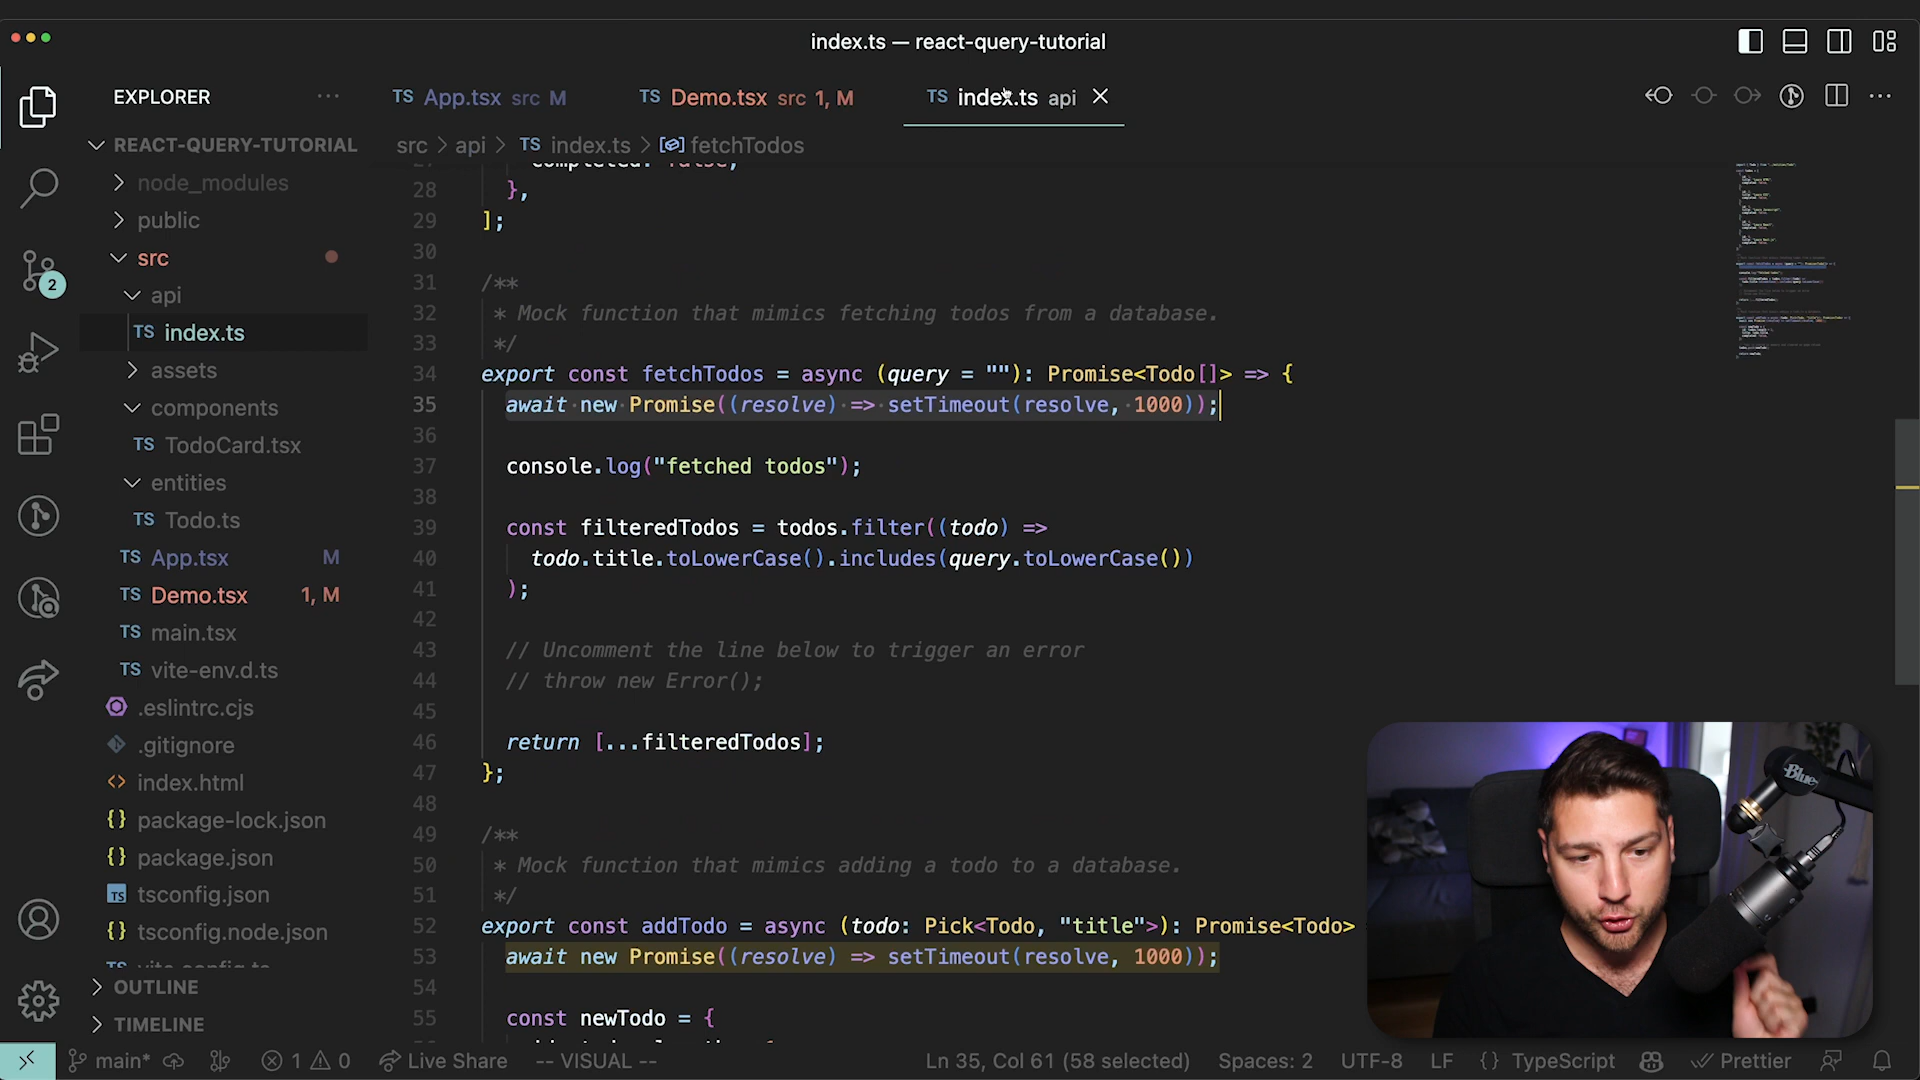 index.ts — react-query-tutorial
EXPLORER
TS App.tsx src M
TS Demo.tsx src 1, M
TS index.ts api
REACT-QUERY-TUTORIAL
src > api > TS index.ts > fetchTodos
node_modules
public
src
api
TS index.ts
assets
components
TS TodoCard.tsx
entities
TS Todo.ts
TS App.tsx M
TS Demo.tsx 1, M
TS main.tsx
TS vite-env.d.ts
.eslintrc.cjs
.gitignore
<> index.html
{} package-lock.json
{} package.json
TS tsconfig.json
{} tsconfig.node.json
TS vite-config.ts
OUTLINE
TIMELINE
2
27 completed: false,
28 },
29 ];
30
31 /**
32 * Mock function that mimics fetching todos from a database.
33 */
34 export const fetchTodos = async (query = ""): Promise<Todo[]> => {
35 await new Promise((resolve) => setTimeout(resolve, 1000));
36
37 console.log("fetched todos");
38
39 const filteredTodos = todos.filter((todo) =>
40 todo.title.toLowerCase().includes(query.toLowerCase())
41 );
42
43 // Uncomment the line below to trigger an error
44 // throw new Error();
45
46 return [...filteredTodos];
47 };
48
49 /**
50 * Mock function that mimics adding a todo to a database.
51 */
52 export const addTodo = async (todo: Pick<Todo, "title">): Promise<Todo>
53 await new Promise((resolve) => setTimeout(resolve, 1000));
54
55 const newTodo = {
Blue
main* 1 0 Live Share -- VISUAL -- Ln 35, Col 61 (58 selected) Spaces: 2 UTF-8 LF {} TypeScript Prettier